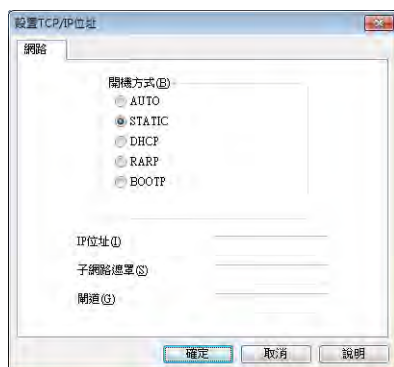 設置TCP/IP位址
網路
開機方式(B)
AUTO
STATIC
DHCP
RARP
BOOTP
IP位址(I)
子網路遮罩(S)
閘道(G)
確定 取消 說明